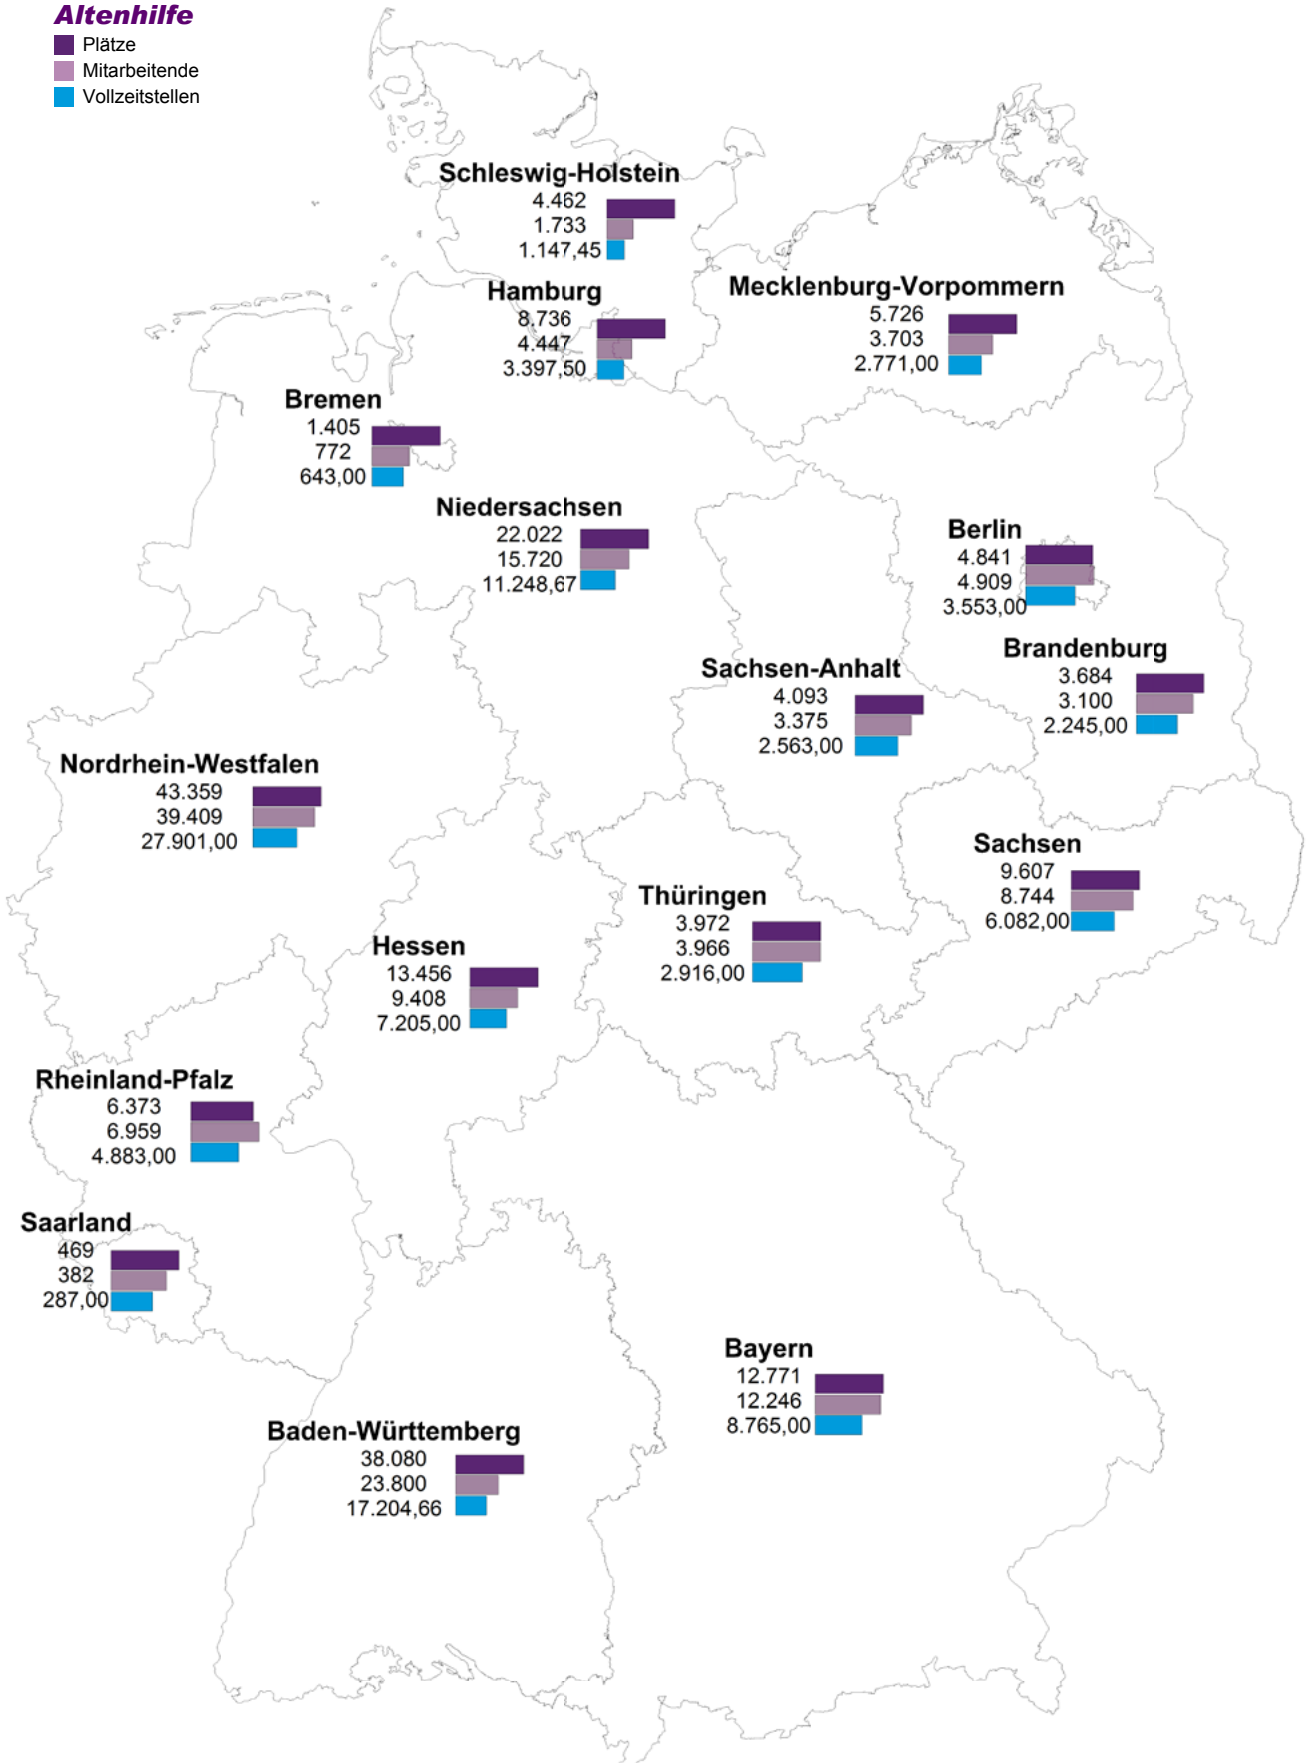 Altenhilfe
Plätze
Mitarbeitende
Vollzeitstellen
Schleswig-Holstein
4.462
1.733
1.147,45
Hamburg
8.736
4.447
3.397,50
Mecklenburg-Vorpommern
5.726
3.703
2.771,00
Bremen
1.405
772
643,00
Niedersachsen
22.022
15.720
11.248,67
Berlin
4.841
4.909
3.553,00
Brandenburg
3.684
3.100
2.245,00
Sachsen-Anhalt
4.093
3.375
2.563,00
Nordrhein-Westfalen
43.359
39.409
27.901,00
Sachsen
9.607
8.744
6.082,00
Thüringen
3.972
3.966
2.916,00
Hessen
13.456
9.408
7.205,00
Rheinland-Pfalz
6.373
6.959
4.883,00
Saarland
469
382
287,00
Bayern
12.771
12.246
8.765,00
Baden-Württemberg
38.080
23.800
17.204,66